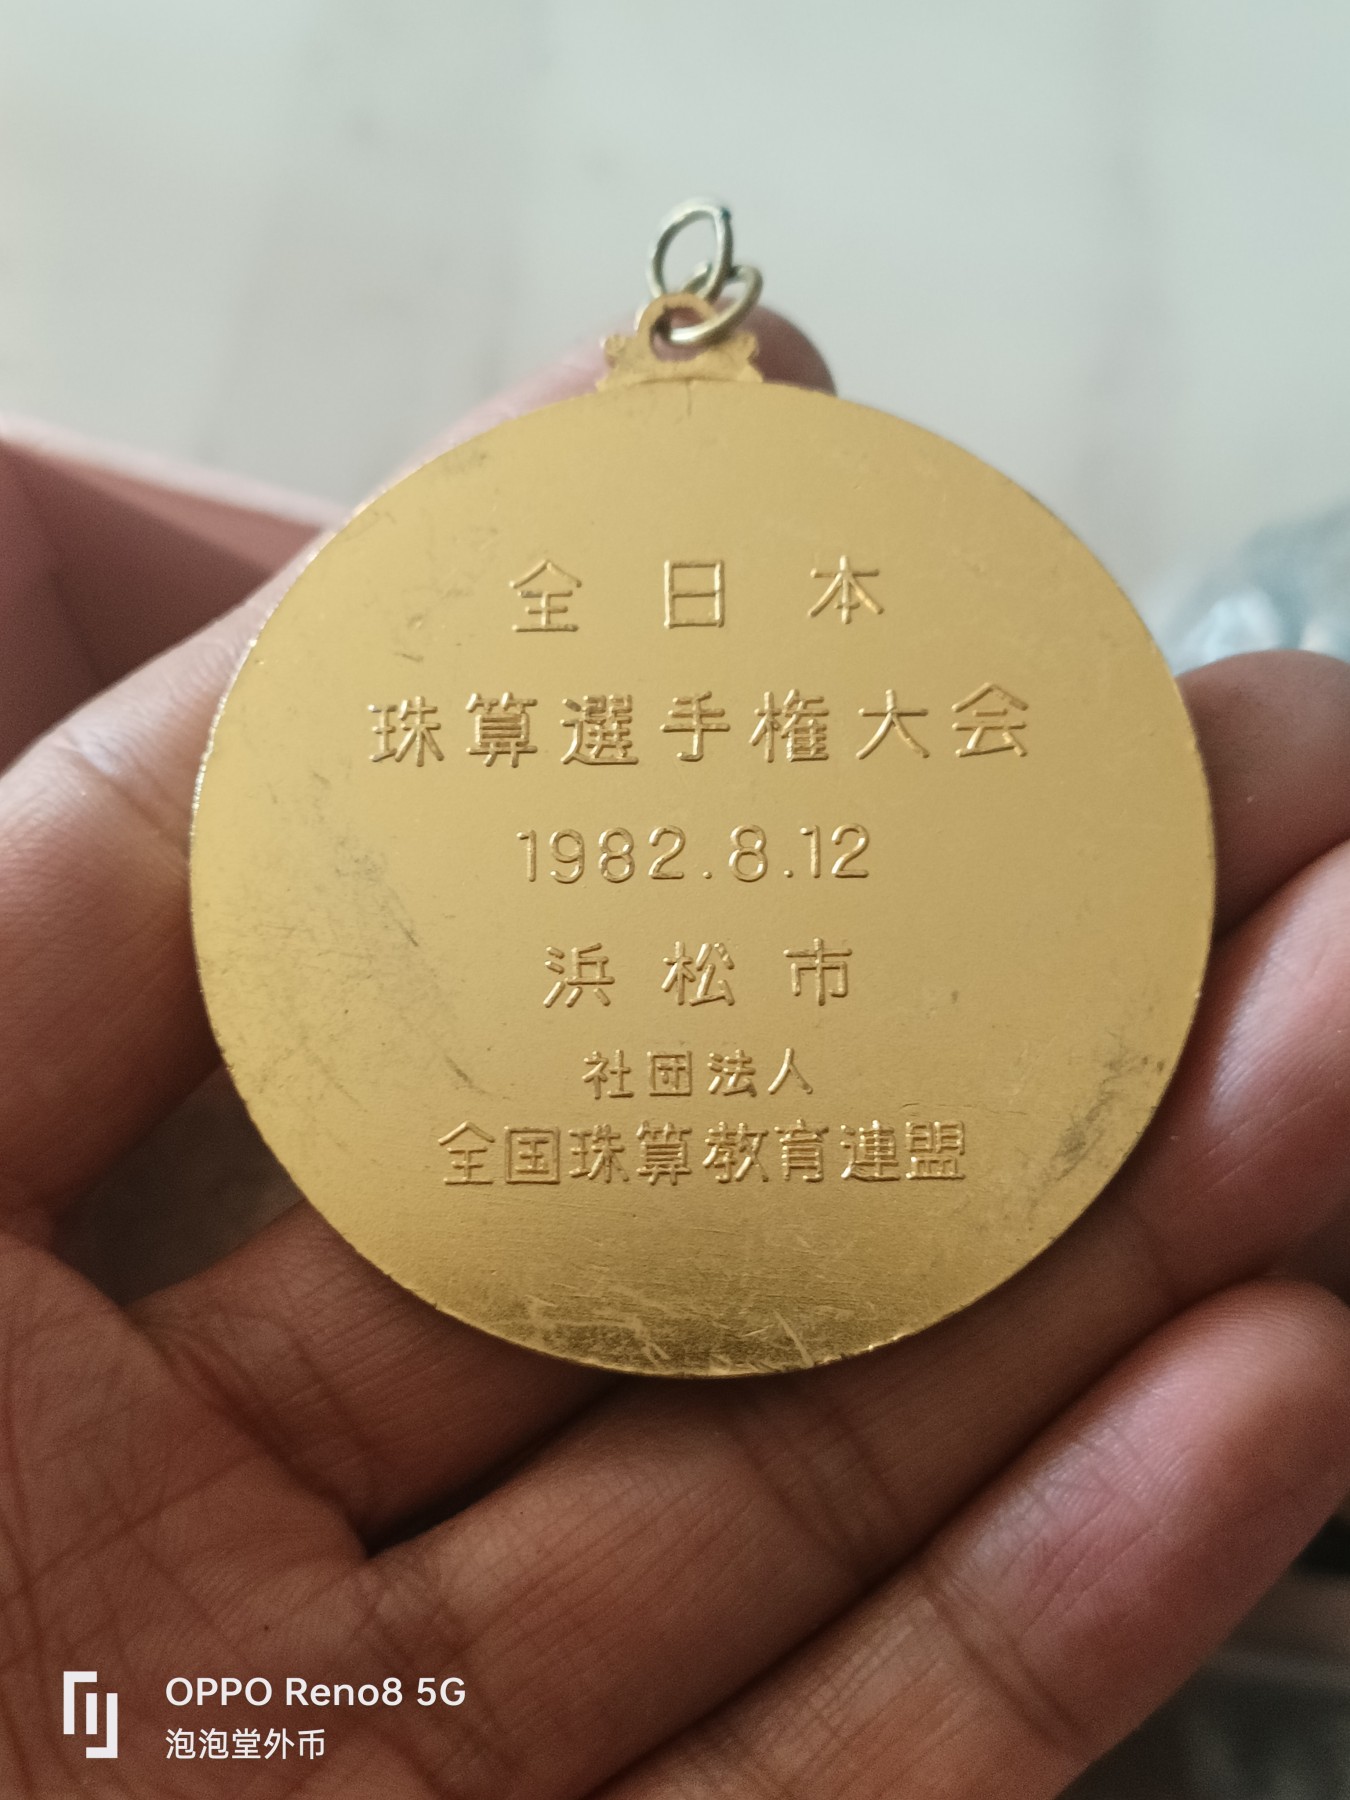 全日本
珠算選手権大会
1982.8.12
浜松市
社団法人
全国珠算教育連盟
OPPO Reno8 5G
泡泡堂外币